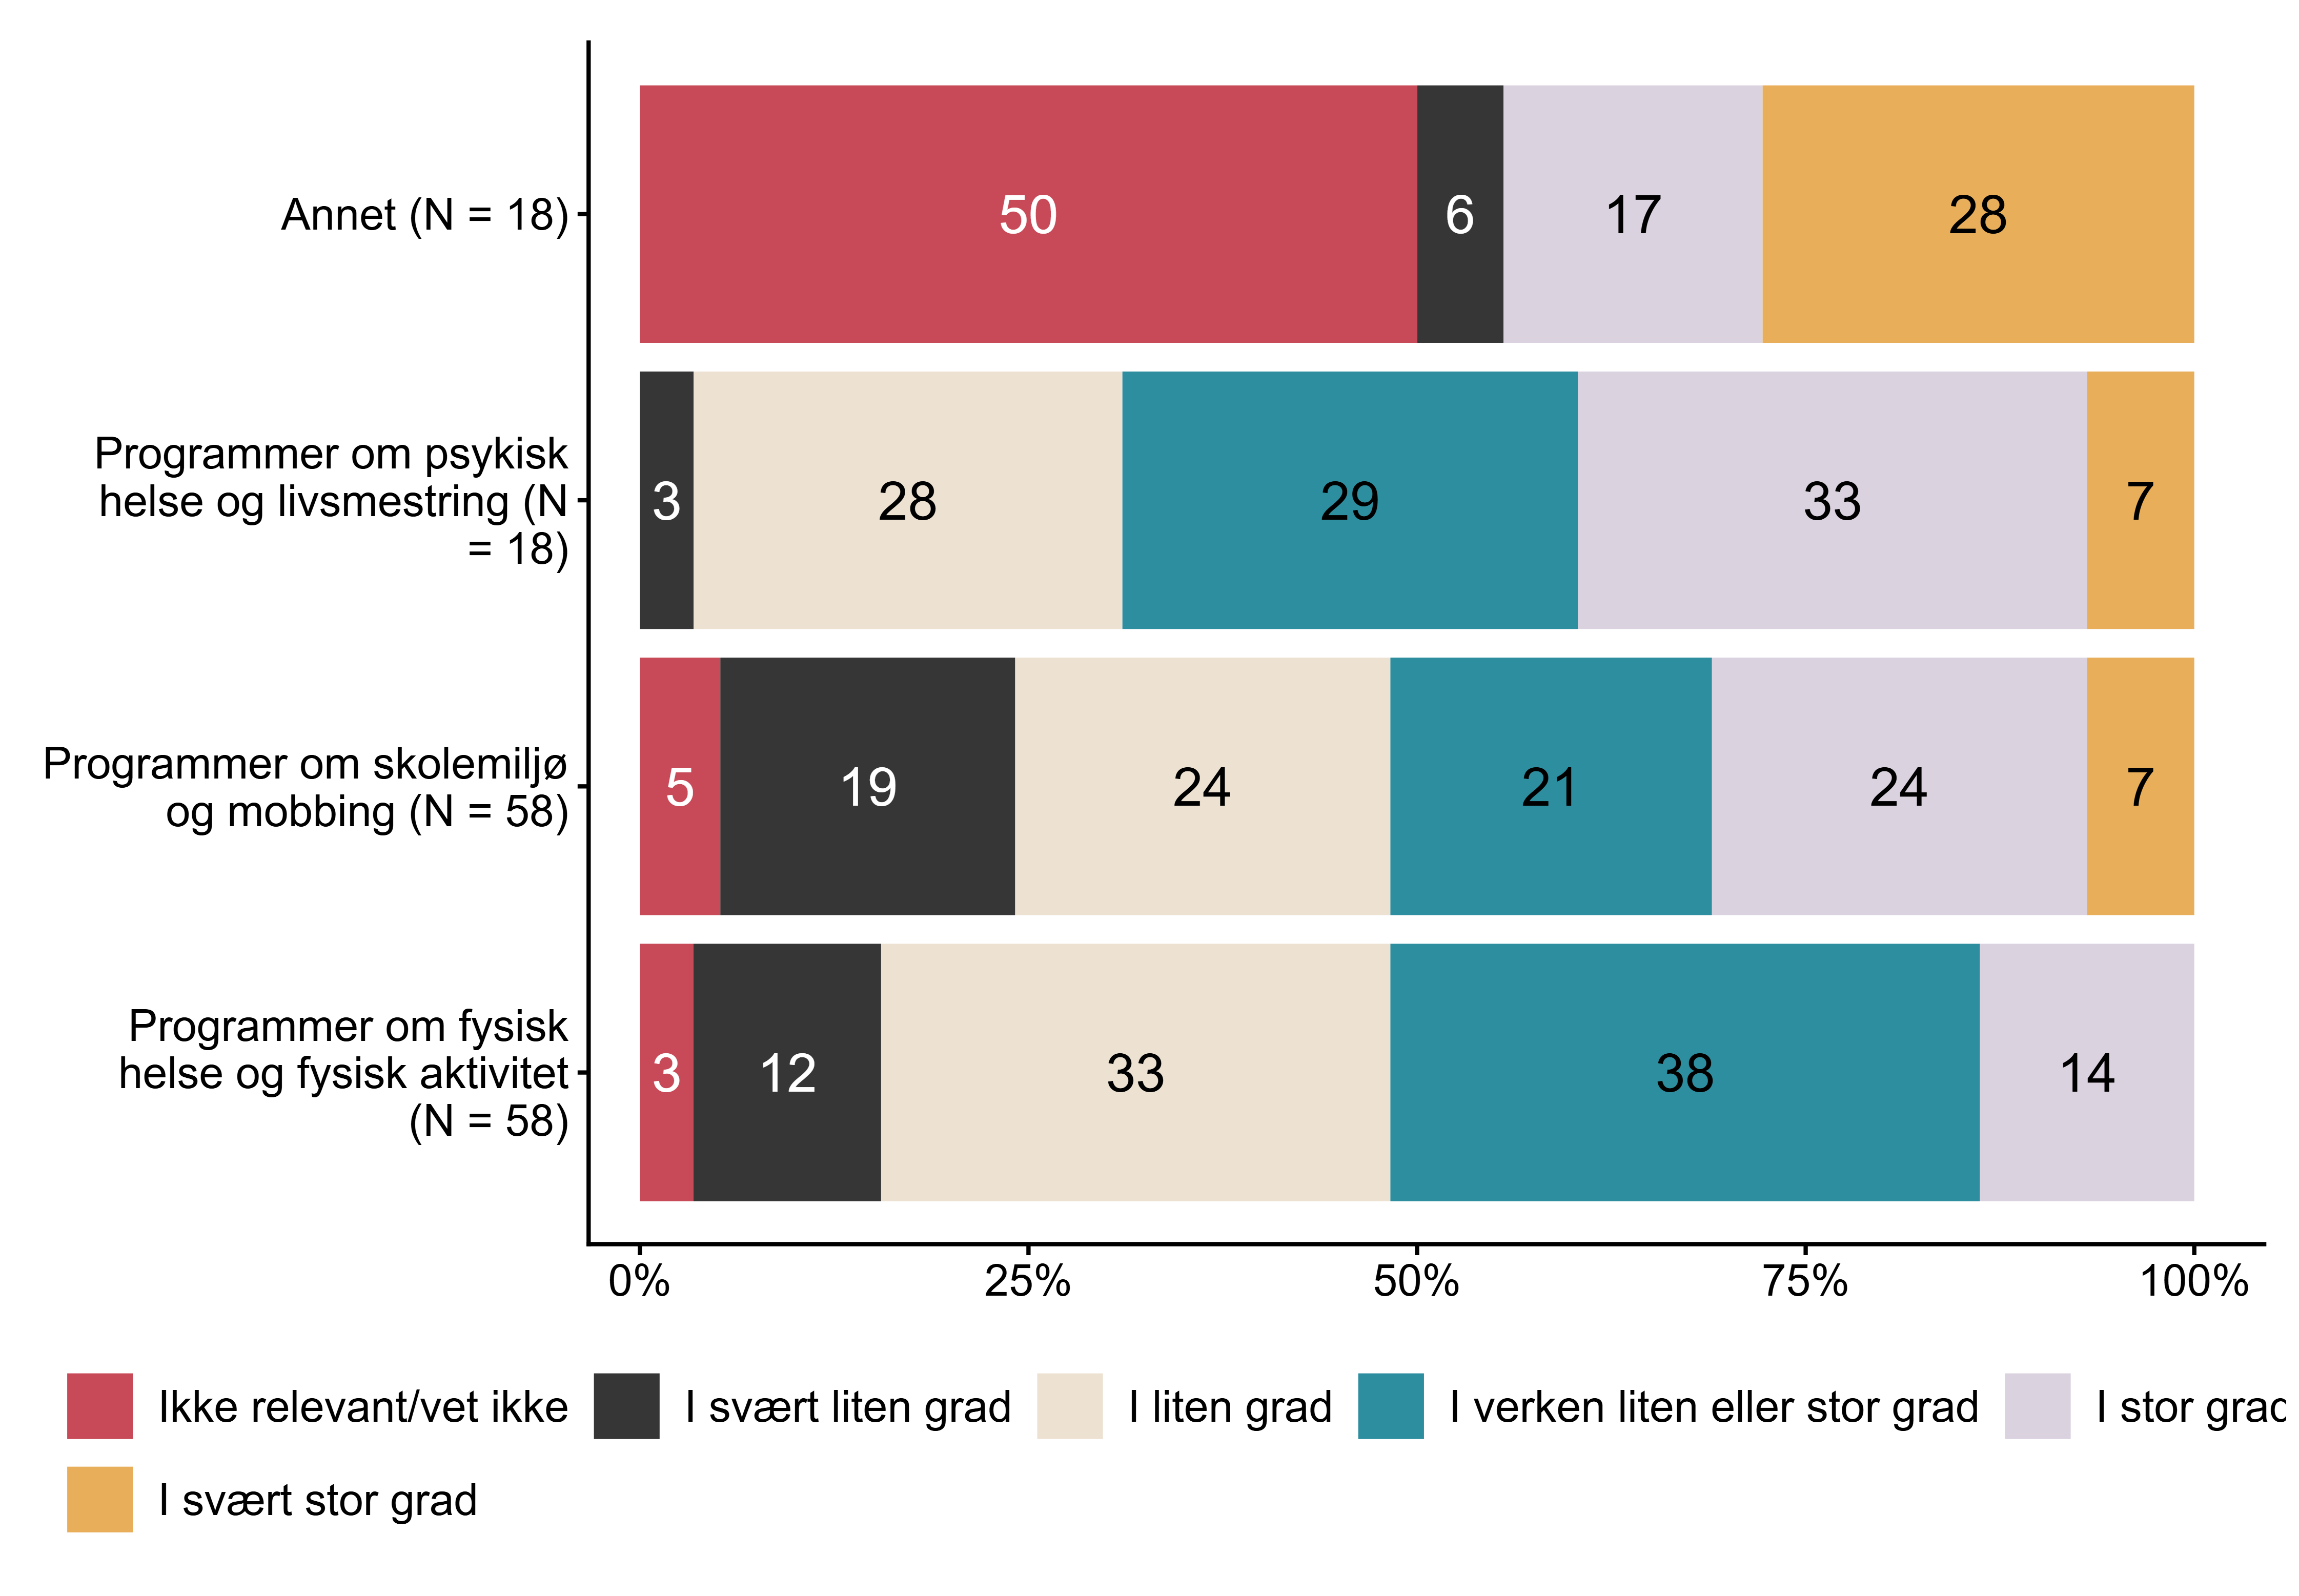 Annet (N = 18)
50 6 17 28
Programmer om psykisk
helse og livsmestring (N
= 18)
3 28 29 33 7
Programmer om skolemiljø
og mobbing (N = 58)
5 19 24 21 24 7
Programmer om fysisk
helse og fysisk aktivitet
(N = 58)
3 12 33 38 14
0% 25% 50% 75% 100%
Ikke relevant/vet ikke I svært liten grad I liten grad I verken liten eller stor grad I stor grad
I svært stor grad